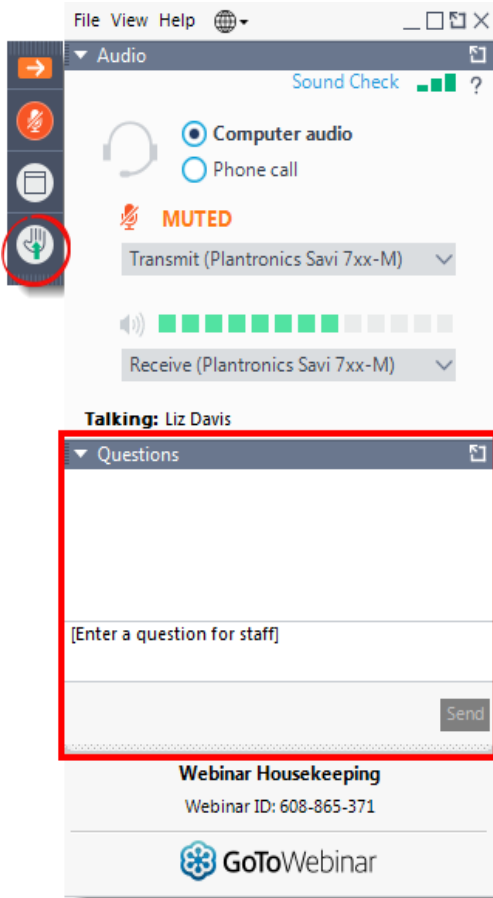 File View Help
Audio
Sound Check ?
Computer audio
Phone call
MUTED
Transmit (Plantronics Savi 7xx-M)
Receive (Plantronics Savi 7xx-M)
Talking: Liz Davis
Questions
[Enter a question for staff]
Send
Webinar Housekeeping
Webinar ID: 608-865-371
GoToWebinar